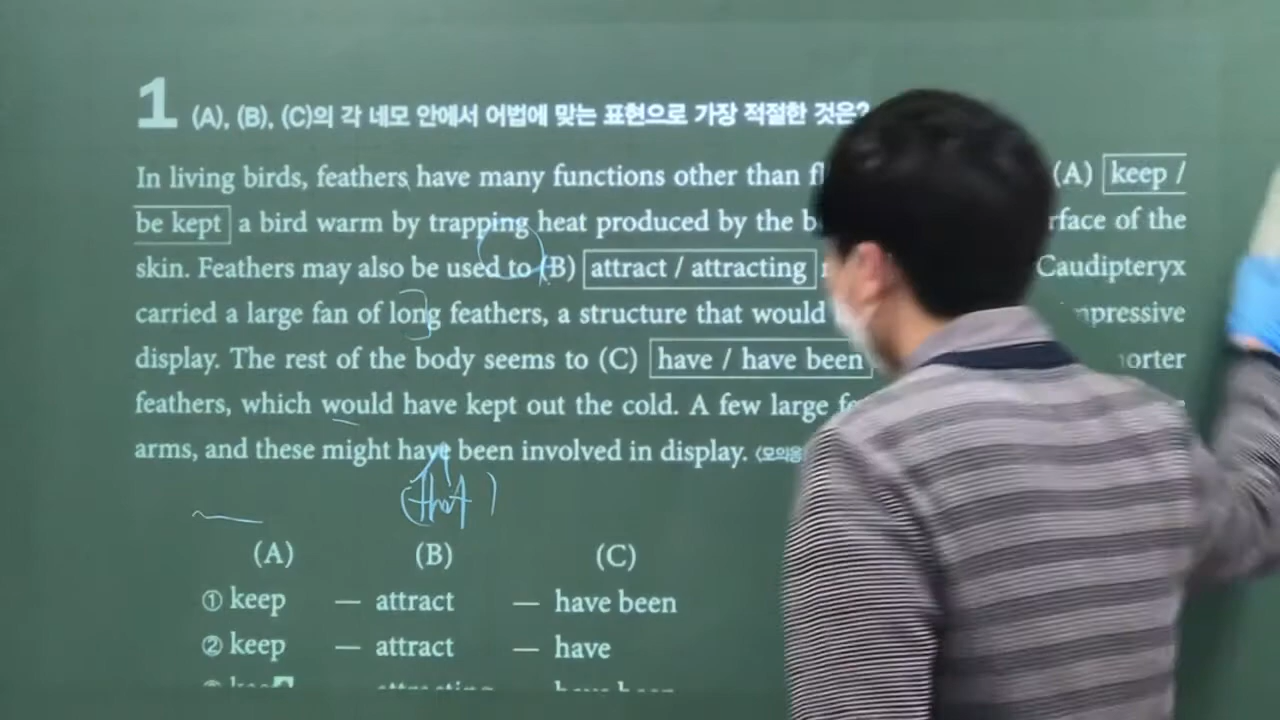 1 (A), (B), (C)의 각 네모 안에서 어법에 맞는 표현으로 가장 적절한 것은?
In living birds, feathers have many functions other than (A) keep /
be kept a bird warm by trapping heat produced by the of the
skin. Feathers may also be used to (B) attract / attracting Caudipteryx
carried a large fan of long feathers, a structure that would
display. The rest of the body seems to (C) have / have been
feathers, which would have kept out the cold. A few large
arms, and these might have been involved in display.
(that)
(A) (B) (C)
① keep — attract — have been
② keep — attract — have